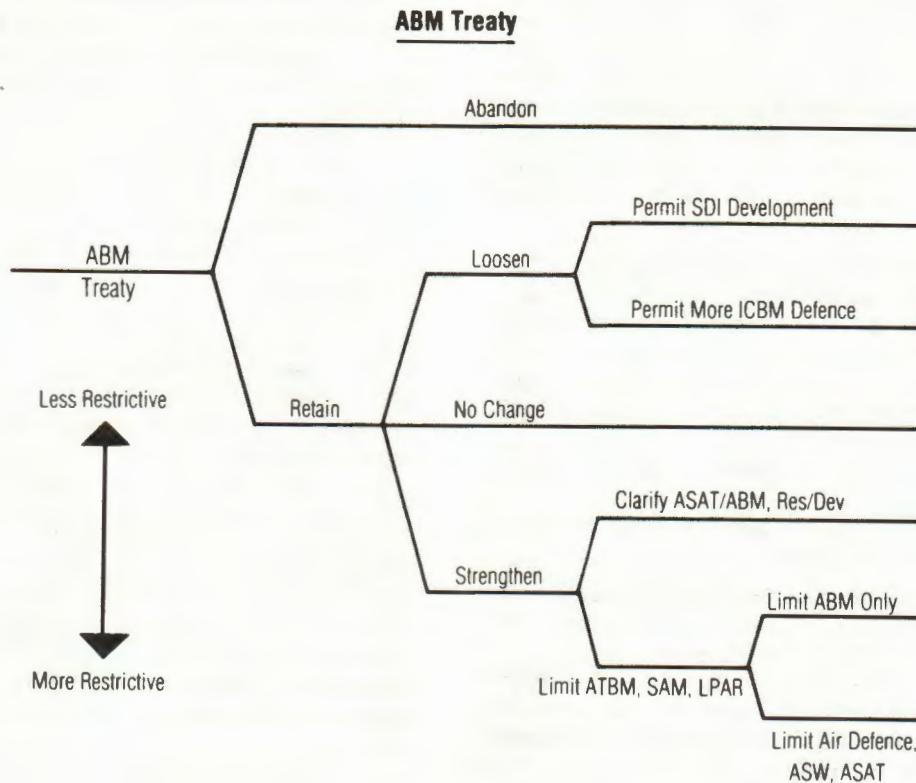 ABM Treaty
Abandon
Permit SDI Development
ABM
Treaty
Loosen
Permit More ICBM Defence
Less Restrictive
Retain
No Change
Clarify ASAT/ABM, Res/Dev
Strengthen
Limit ABM Only
More Restrictive
Limit ATBM, SAM, LPAR
Limit Air Defence,
ASW, ASAT